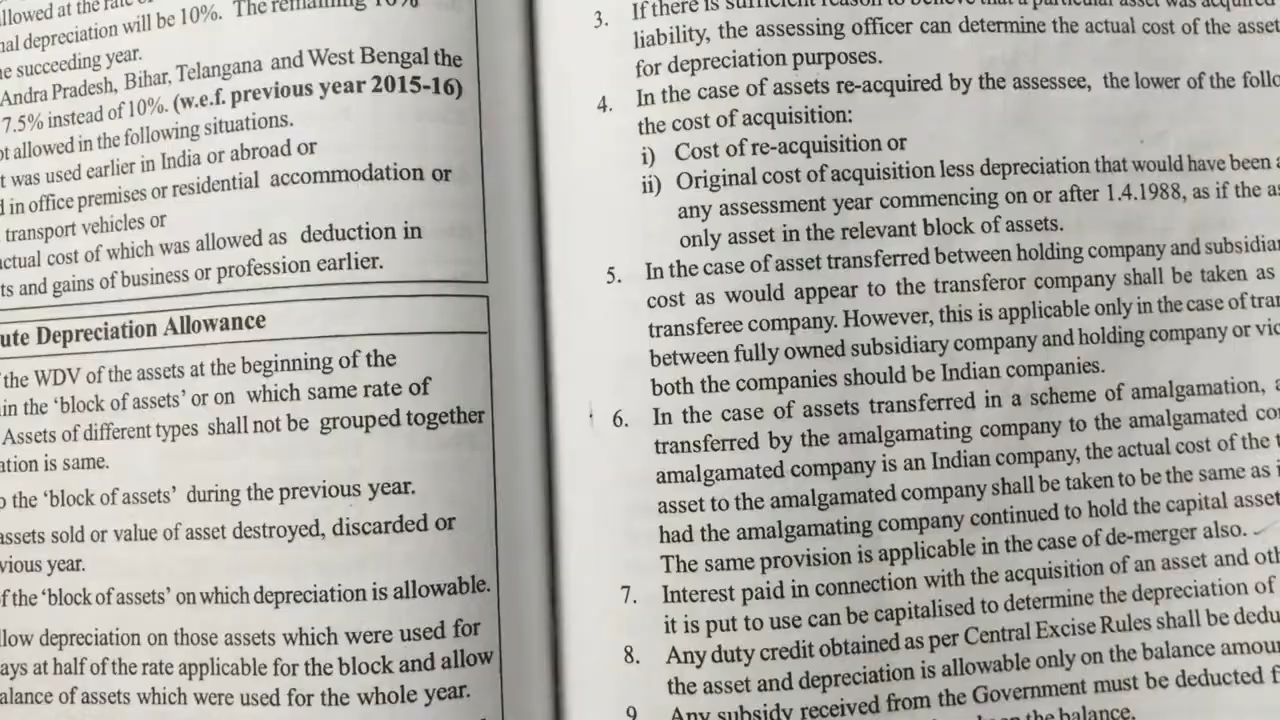 llowed at the rate
nal depreciation will be 10%. The remaining 10%
e succeeding year.
Andra Pradesh, Bihar, Telangana and West Bengal the
7.5% instead of 10%. (w.e.f. previous year 2015-16)
ot allowed in the following situations.
t was used earlier in India or abroad or
d in office premises or residential accommodation or
transport vehicles or
actual cost of which was allowed as deduction in
ts and gains of business or profession earlier.
ute Depreciation Allowance
the WDV of the assets at the beginning of the
in the 'block of assets' or on which same rate of
Assets of different types shall not be grouped together
ation is same.
o the 'block of assets' during the previous year.
assets sold or value of asset destroyed, discarded or
vious year.
f the 'block of assets' on which depreciation is allowable.
llow depreciation on those assets which were used for
ays at half of the rate applicable for the block and allow
alance of assets which were used for the whole year.
3. If there is sufficient reason to believe that a particular asset was acquired
liability, the assessing officer can determine the actual cost of the asset
for depreciation purposes.
4. In the case of assets re-acquired by the assessee, the lower of the follo
the cost of acquisition:
i) Cost of re-acquisition or
ii) Original cost of acquisition less depreciation that would have been a
any assessment year commencing on or after 1.4.1988, as if the as
only asset in the relevant block of assets.
5. In the case of asset transferred between holding company and subsidiar
cost as would appear to the transferor company shall be taken as
transferee company. However, this is applicable only in the case of tran
between fully owned subsidiary company and holding company or vic
both the companies should be Indian companies.
6. In the case of assets transferred in a scheme of amalgamation, a
transferred by the amalgamating company to the amalgamated co
amalgamated company is an Indian company, the actual cost of the t
asset to the amalgamated company shall be taken to be the same as i
had the amalgamating company continued to hold the capital asset
The same provision is applicable in the case of de-merger also.
7. Interest paid in connection with the acquisition of an asset and oth
it is put to use can be capitalised to determine the depreciation of
8. Any duty credit obtained as per Central Excise Rules shall be dedu
the asset and depreciation is allowable only on the balance amoun
9 Any subsidy received from the Government must be deducted f
the balance.